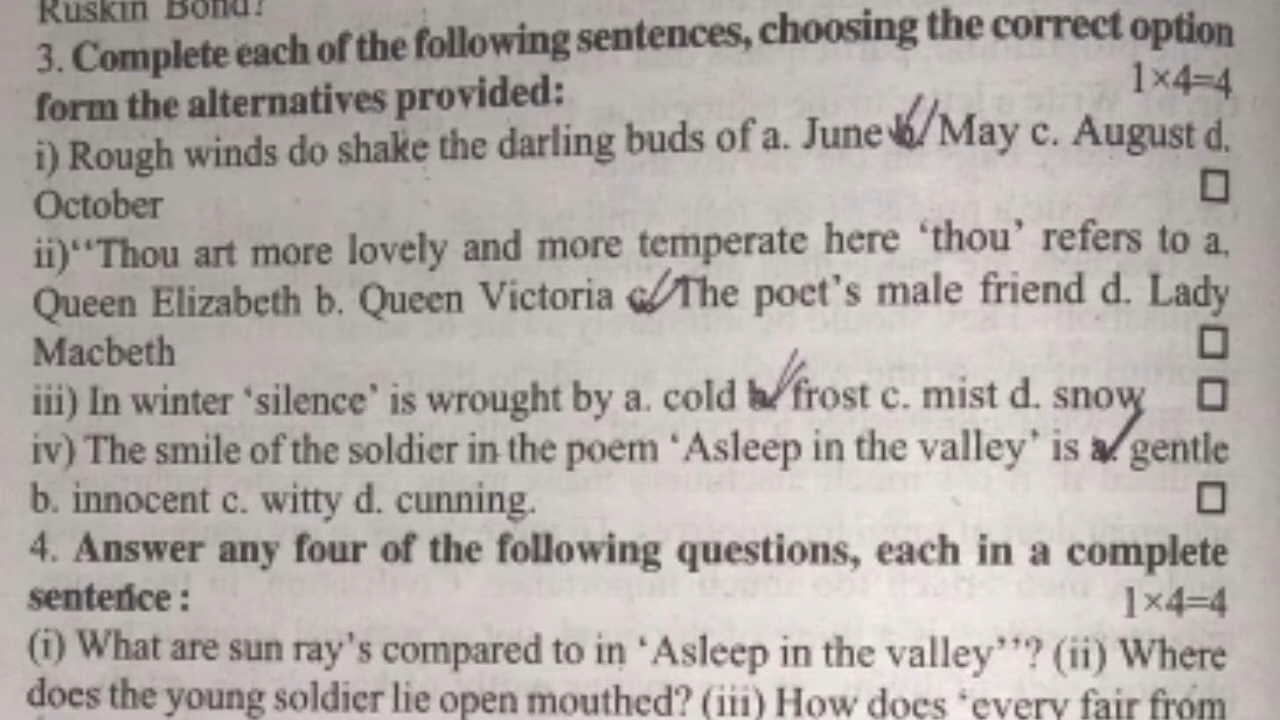 Ruskin Bond?
3. Complete each of the following sentences, choosing the correct option
form the alternatives provided: 1×4=4
i) Rough winds do shake the darling buds of a. June b. May c. August d.
October
ii)“Thou art more lovely and more temperate here ‘thou’ refers to a.
Queen Elizabeth b. Queen Victoria c. The poet’s male friend d. Lady
Macbeth
iii) In winter ‘silence’ is wrought by a. cold b. frost c. mist d. snow
iv) The smile of the soldier in the poem ‘Asleep in the valley’ is a. gentle
b. innocent c. witty d. cunning.
4. Answer any four of the following questions, each in a complete
sentence : 1×4=4
(i) What are sun ray’s compared to in ‘Asleep in the valley’’? (ii) Where
does the young soldier lie open mouthed? (iii) How does ‘every fair from